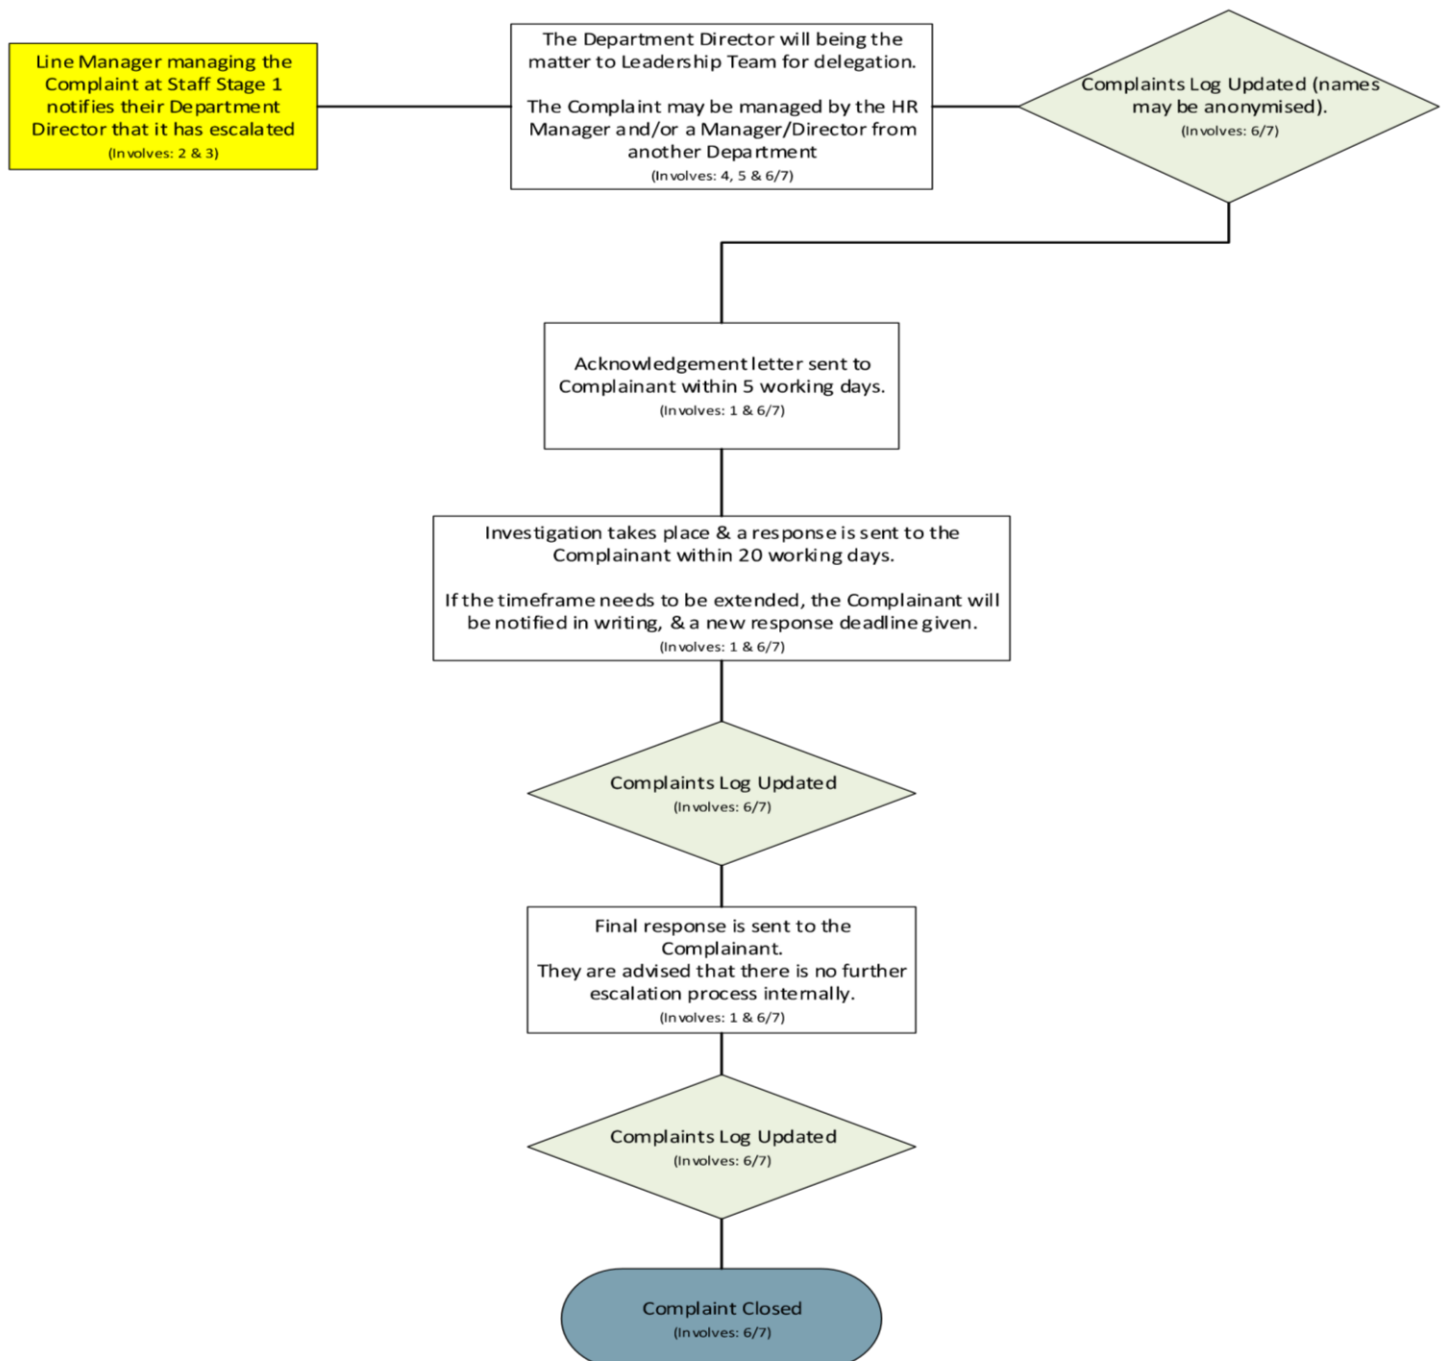 Line Manager managing the
Complaint at Staff Stage 1
notifies their Department
Director that it has escalated
(Involves: 2 & 3)
The Department Director will being the
matter to Leadership Team for delegation.
The Complaint may be managed by the HR
Manager and/or a Manager/Director from
another Department
(Involves: 4, 5 & 6/7)
Complaints Log Updated (names
may be anonymised).
(Involves: 6/7)
Acknowledgement letter sent to
Complainant within 5 working days.
(Involves: 1 & 6/7)
Investigation takes place & a response is sent to the
Complainant within 20 working days.
If the timeframe needs to be extended, the Complainant will
be notified in writing, & a new response deadline given.
(Involves: 1 & 6/7)
Complaints Log Updated
(Involves: 6/7)
Final response is sent to the
Complainant.
They are advised that there is no further
escalation process internally.
(Involves: 1 & 6/7)
Complaints Log Updated
(Involves: 6/7)
Complaint Closed
(Involves: 6/7)